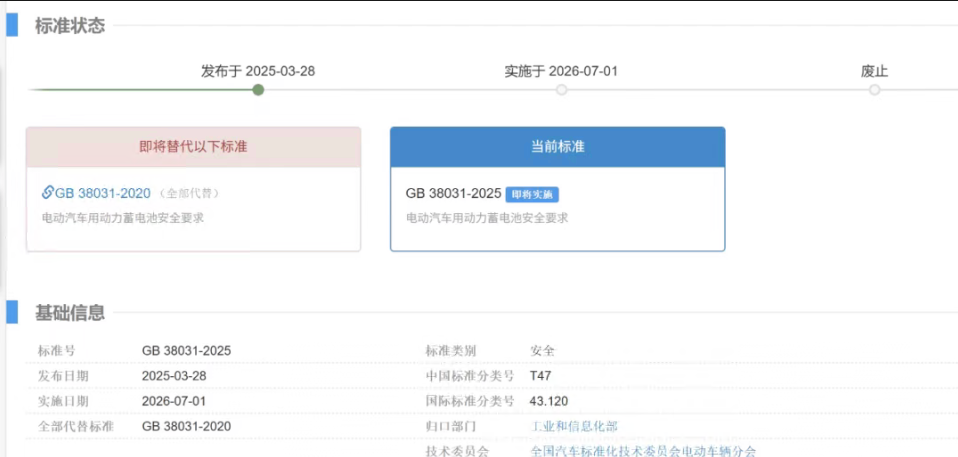 标准状态
发布于 2025-03-28
实施于 2026-07-01
废止
即将替代以下标准
当前标准
GB 38031-2020 （全部代替）
电动汽车用动力蓄电池安全要求
GB 38031-2025 即将实施
电动汽车用动力蓄电池安全要求
基础信息
标准号 GB 38031-2025 标准类别 安全
发布日期 2025-03-28 中国标准分类号 T47
实施日期 2026-07-01 国际标准分类号 43.120
全部代替标准 GB 38031-2020 归口部门 工业和信息化部
技术委员会 全国汽车标准化技术委员会电动车辆分会